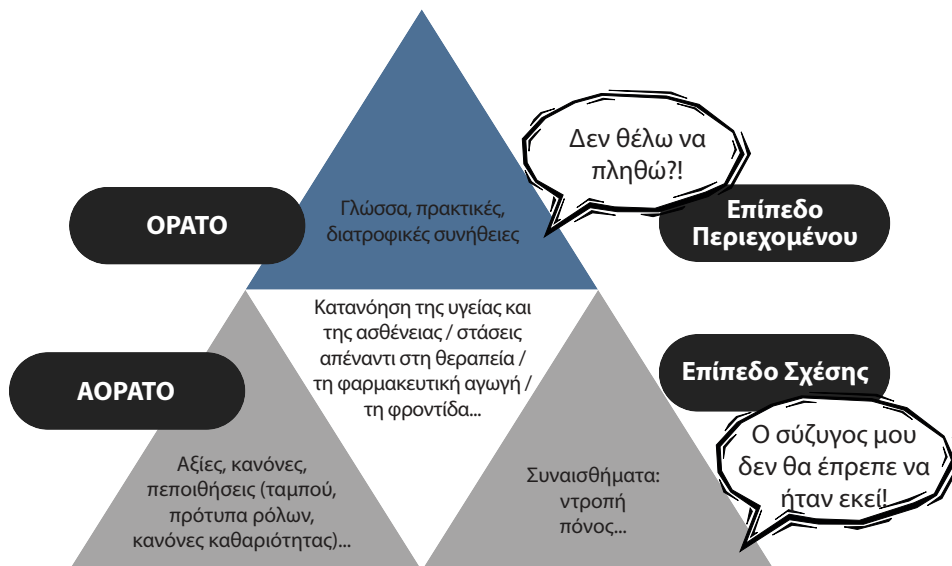 Δεν θέλω να
πληθώ?!
ΟΡΑΤΟ
Γλώσσα, πρακτικές,
διατροφικές συνήθειες
Επίπεδο
Περιεχομένου
Κατανόηση της υγείας και
της ασθένειας / στάσεις
απέναντι στη θεραπεία /
τη φαρμακευτική αγωγή /
τη φροντίδα...
ΑΟΡΑΤΟ
Επίπεδο Σχέσης
Αξίες, κανόνες,
πεποιθήσεις (ταμπού,
πρότυπα ρόλων,
κανόνες καθαριότητας)...
Συναισθήματα:
ντροπή
πόνος...
Ο σύζυγος μου
δεν θα έπρεπε να
ήταν εκεί!